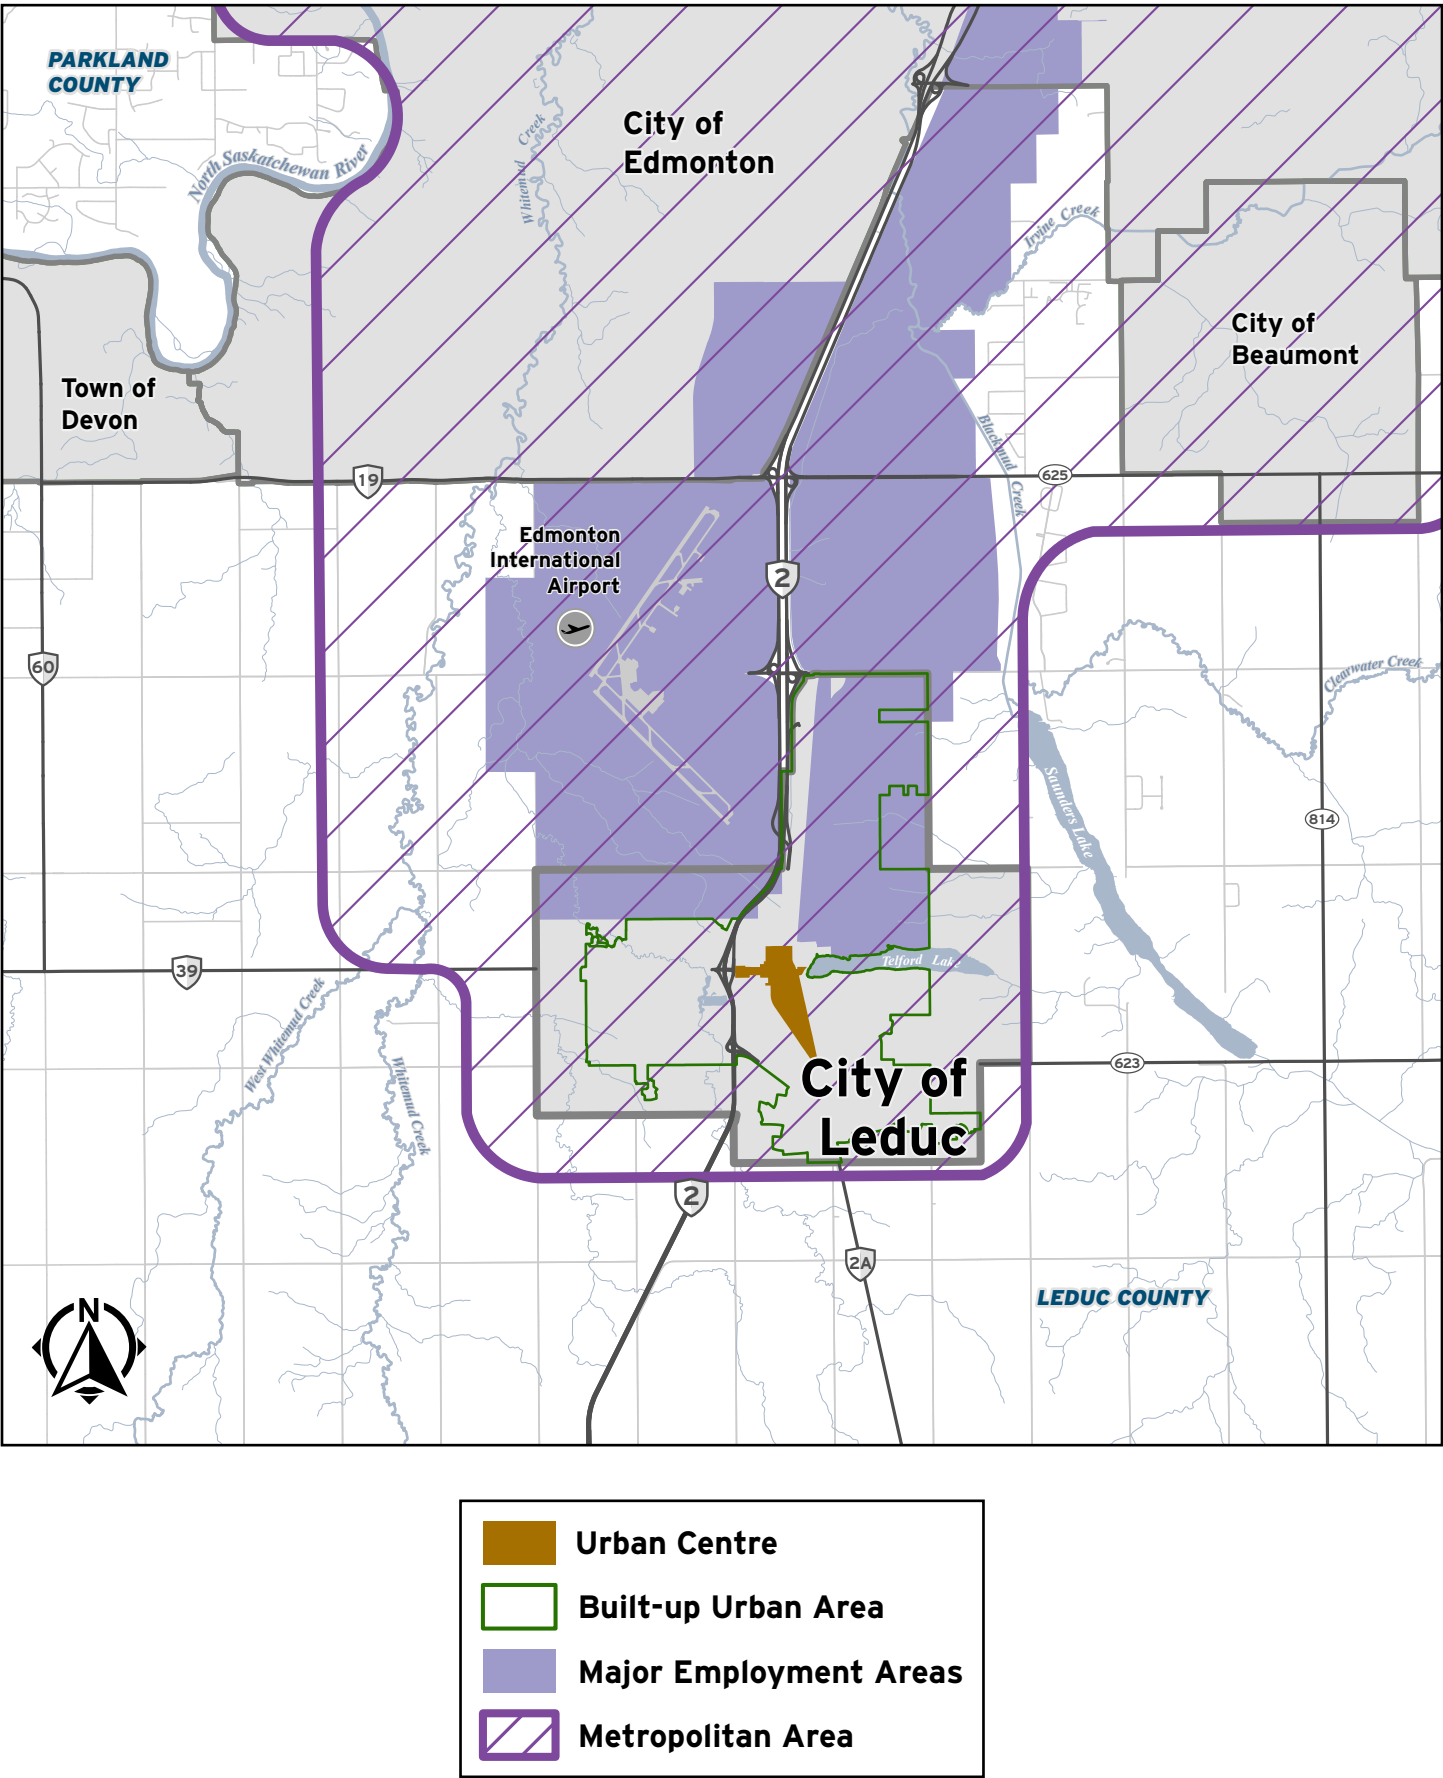 PARKLAND
COUNTY
City of
Edmonton
Whitemud Creek
North Saskatchewan River
Irvine Creek
City of
Beaumont
Town of
Devon
Blackmud Creek
19
625
Edmonton
International
Airport
2
60
Clearwater Creek
Saunders Lake
814
39
Telford Lake
West Whitemud Creek
Whitemud Creek
623
City of
Leduc
2
2A
LEDUC COUNTY
N
Urban Centre
Built-up Urban Area
Major Employment Areas
Metropolitan Area